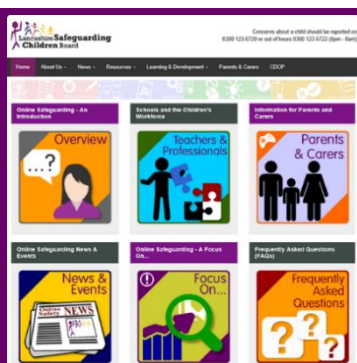 Lancashire Safeguarding
Children Board
Concerns about a child should be reported on
0300 123 6720 or out of hours 0300 123 6722 (8pm - 8am)
Home
About Us
News
Resources
Learning & Development
Parents & Carers
CDOP
Online Safeguarding - An
Introduction
Schools and the Children's
Workforce
Information for Parents and
Carers
Overview
...?
Teachers &
Professionals
Parents
& Carers
Online Safeguarding News &
Events
Online Safeguarding - A Focus
On...
Frequently Asked Questions
(FAQs)
News &
Events
Online
Safety
NEWS
Focus
On...
Frequently
Asked
Questions
? ? ?